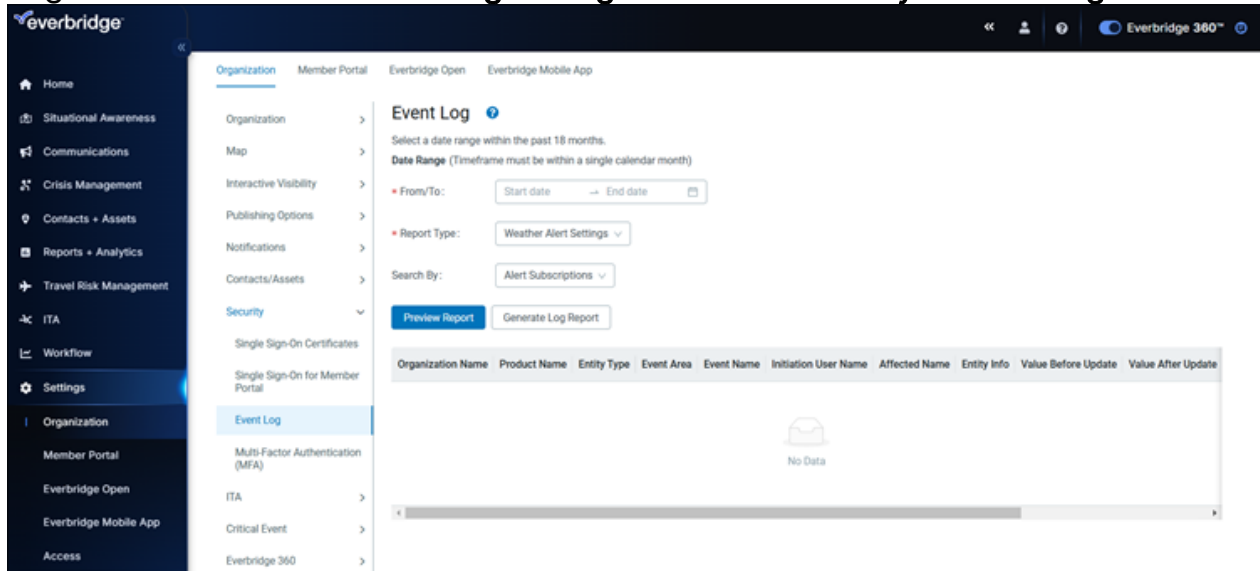 everbridge
Everbridge 360™
Home
Situational Awareness
Communications
Crisis Management
Contacts + Assets
Reports + Analytics
Travel Risk Management
ITA
Workflow
Settings
Organization
Member Portal
Everbridge Open
Everbridge Mobile App
Access
Organization Member Portal Everbridge Open Everbridge Mobile App
Organization
Map
Interactive Visibility
Publishing Options
Notifications
Contacts/Assets
Security
Single Sign-On Certificates
Single Sign-On for Member
Portal
Event Log
Multi-Factor Authentication
(MFA)
ITA
Critical Event
Everbridge 360
Event Log
Select a date range within the past 18 months.
Date Range (Timeframe must be within a single calendar month)
* From/To: Start date → End date
* Report Type: Weather Alert Settings
Search By: Alert Subscriptions
Preview Report Generate Log Report
Organization Name Product Name Entity Type Event Area Event Name Initiation User Name Affected Name Entity Info Value Before Update Value After Update
No Data